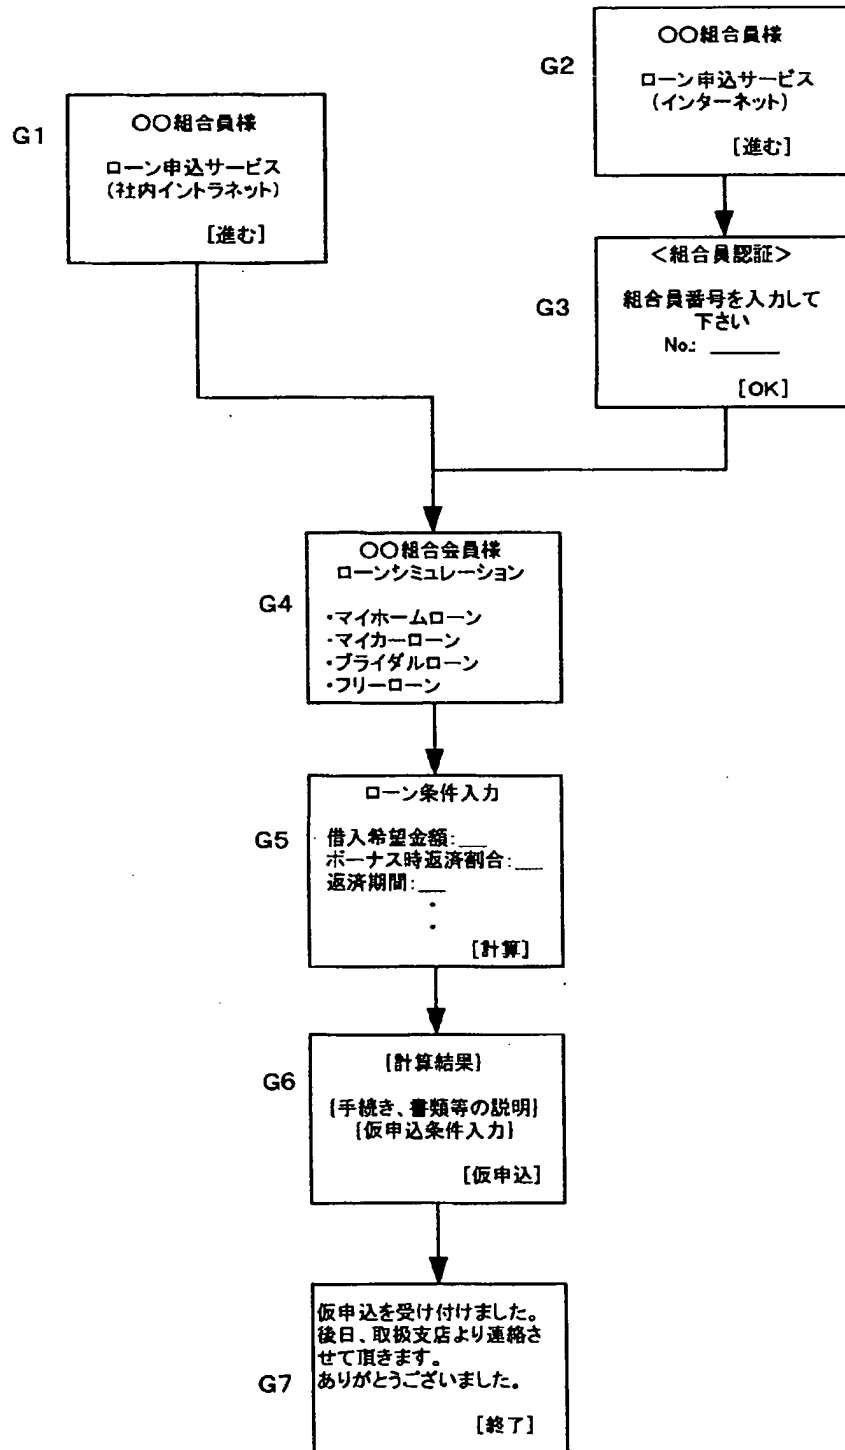 G1
〇〇組合員様
ローン申込サービス
(社内イントラネット)
[進む]
G2
〇〇組合員様
ローン申込サービス
(インターネット)
[進む]
G3
<組合員認証>
組合員番号を入力して
下さい
No.: ______
[OK]
G4
〇〇組合会員様
ローンシミュレーション
・マイホームローン
・マイカーローン
・ブライダルローン
・フリーローン
G5
ローン条件入力
借入希望金額:__
ボーナス時返済割合:__
返済期間:__
・
・
[計算]
G6
{計算結果}
{手続き、書類等の説明}
{仮申込条件入力}
[仮申込]
G7
仮申込を受け付けました。
後日、取扱支店より連絡さ
せて頂きます。
ありがとうございました。
[終了]